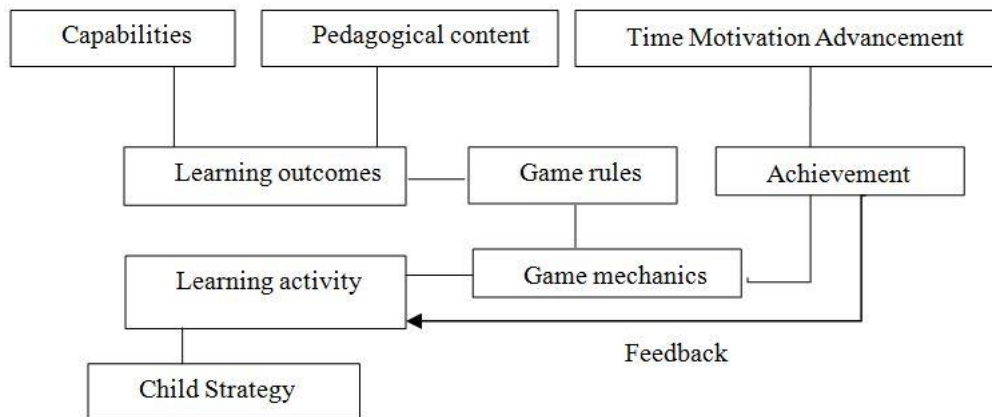 Capabilities
Pedagogical content
Time Motivation Advancement
Learning outcomes
Game rules
Achievement
Learning activity
Game mechanics
Feedback
Child Strategy